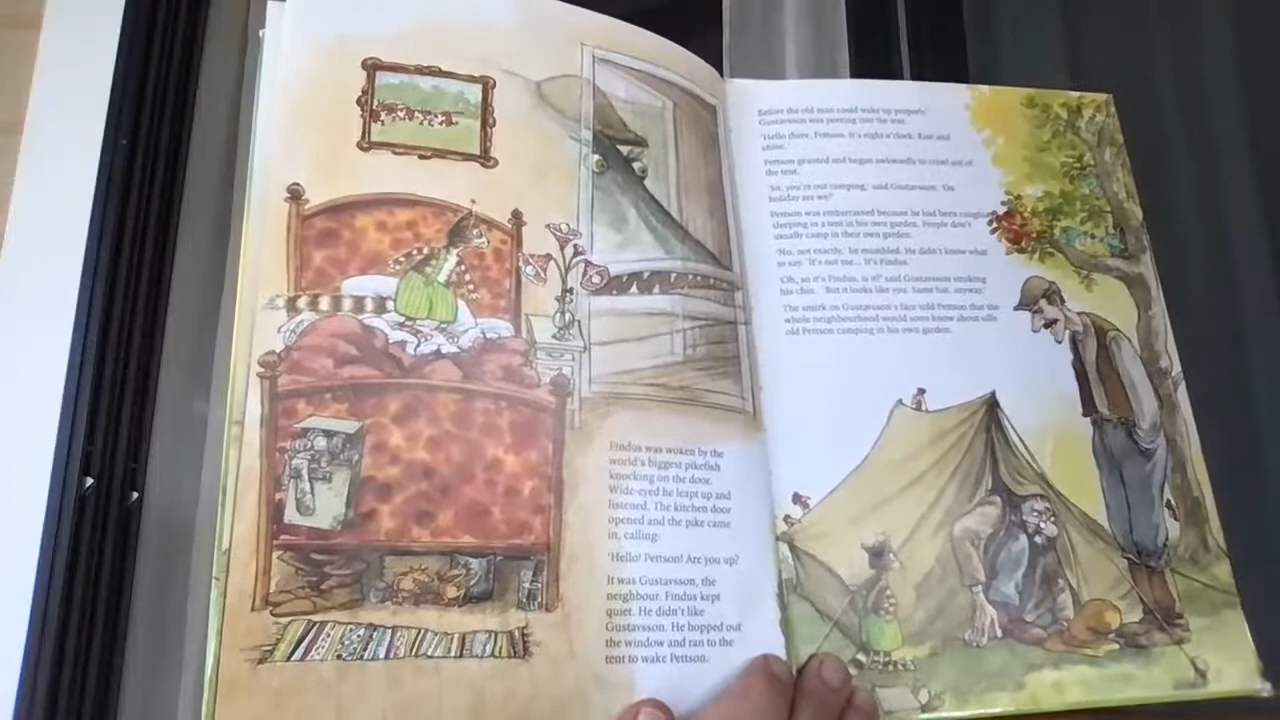 Findus was woken by the
world's biggest pikefish
knocking on the door.
Wide-eyed he leapt up and
listened. The kitchen door
opened and the pike came
in, calling:
'Hello! Pettson! Are you up?
It was Gustavsson, the
neighbour. Findus kept
quiet. He didn't like
Gustavsson. He hopped out
the window and ran to the
tent to wake Pettson.
Before the old man could wake up properly
Gustavsson was peering into the tent.
'Hello there, Pettson. It's eight o'clock. Rise and
shine.'
Pettson grunted and began awkwardly to crawl out of
the tent.
'So, you're out camping,' said Gustavsson. 'On
holiday are we?'
Pettson was embarrassed because he had been caught
sleeping in a tent in his own garden. People don't
usually camp in their own garden.
'No, not exactly,' he mumbled. He didn't know what
to say. 'It's not me... It's Findus.'
'Oh, so it's Findus, is it?' said Gustavsson stroking
his chin. 'But it looks like you. Same hat, anyway.'
The smirk on Gustavsson's face told Pettson that the
whole neighbourhood would soon know about silly
old Pettson camping in his own garden.